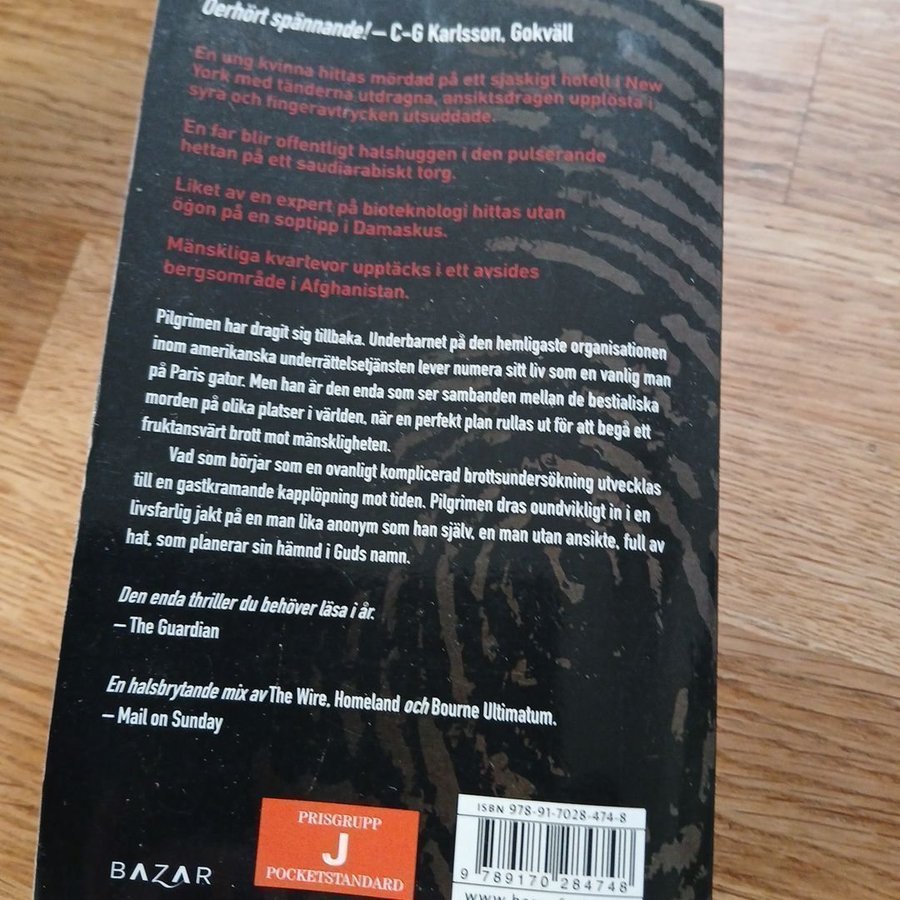 Oerhört spännande! – C-G Karlsson, Gokväll
En ung kvinna hittas mördad på ett sjaskigt hotell i New
York med tänderna utdragna, ansiktsdragen upplösta i
syra och fingeravtrycken utsuddade.
En far blir offentligt halshuggen i den pulserande
hettan på ett saudiarabiskt torg.
Liket av en expert på bioteknologi hittas utan
ögon på en soptipp i Damaskus.
Mänskliga kvarlevor upptäcks i ett avsides
bergsområde i Afghanistan.
Pilgrimen har dragit sig tillbaka. Underbarnet på den hemligaste organisationen
inom amerikanska underrättelsetjänsten lever numera sitt liv som en vanlig man
på Paris gator. Men han är den enda som ser sambanden mellan de bestialiska
morden på olika platser i världen, när en perfekt plan rullas ut för att begå ett
fruktansvärt brott mot mänskligheten.
Vad som börjar som en ovanligt komplicerad brottsundersökning utvecklas
till en gastkramande kapplöpning mot tiden. Pilgrimen dras oundvikligt in i en
livsfarlig jakt på en man lika anonym som han själv, en man utan ansikte, full av
hat, som planerar sin hämnd i Guds namn.
Den enda thriller du behöver läsa i år.
– The Guardian
En halsbrytande mix av The Wire, Homeland och Bourne Ultimatum.
– Mail on Sunday
BAZAR
PRISGRUPP
J
POCKETSTANDARD
ISBN 978-91-7028-474-8
9 789170 284748